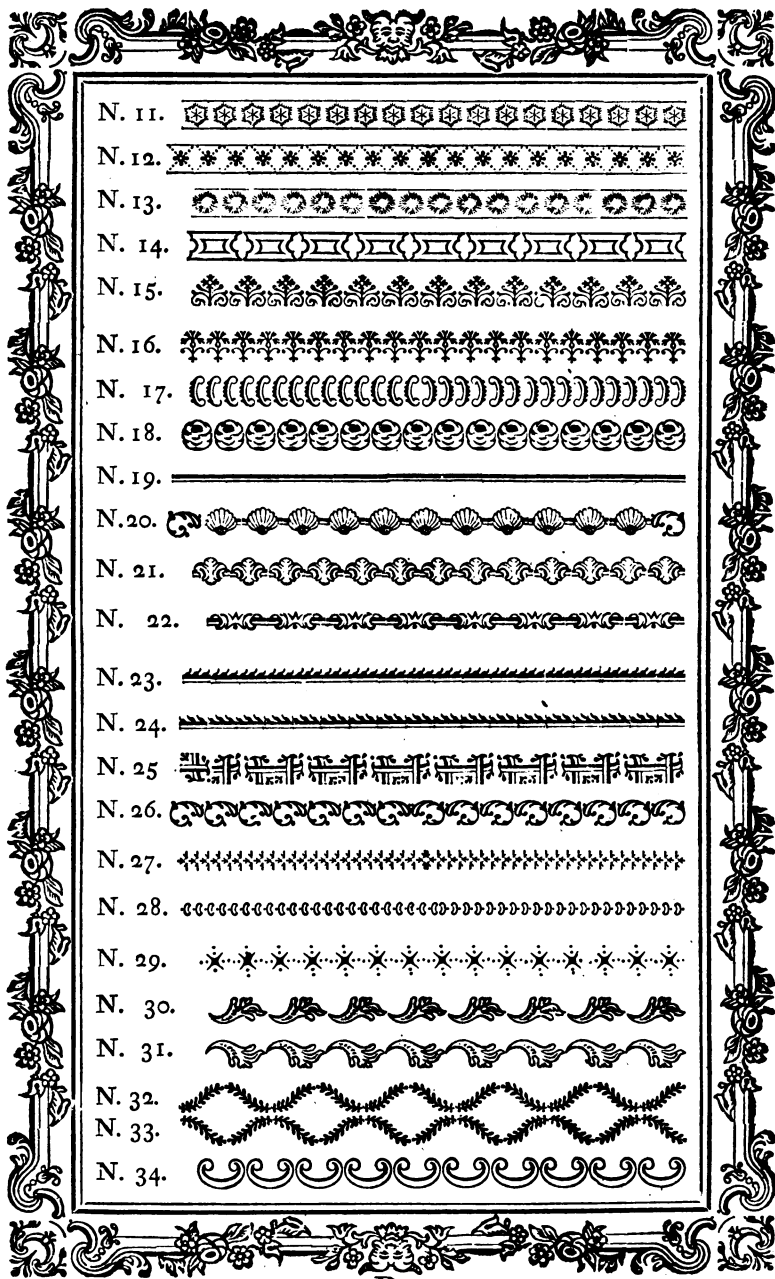 N. 11.
N. 12.
N. 13.
N. 14.
N. 15.
N. 16.
N. 17.
N. 18.
N. 19.
N. 20.
N. 21.
N. 22.
N. 23.
N. 24.
N. 25
N. 26.
N. 27.
N. 28.
N. 29.
N. 30.
N. 31.
N. 32.
N. 33.
N. 34.